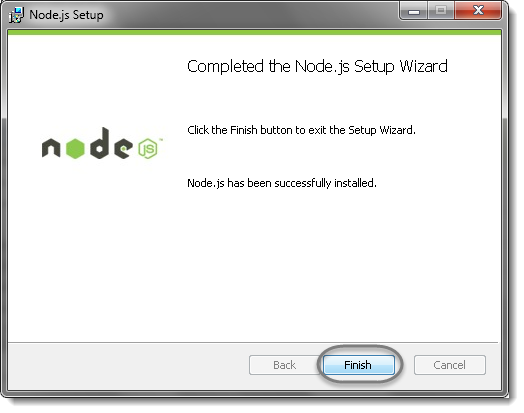 Node.js Setup
Completed the Node.js Setup Wizard
Click the Finish button to exit the Setup Wizard.
node JS™
Node.js has been successfully installed.
Back Finish Cancel